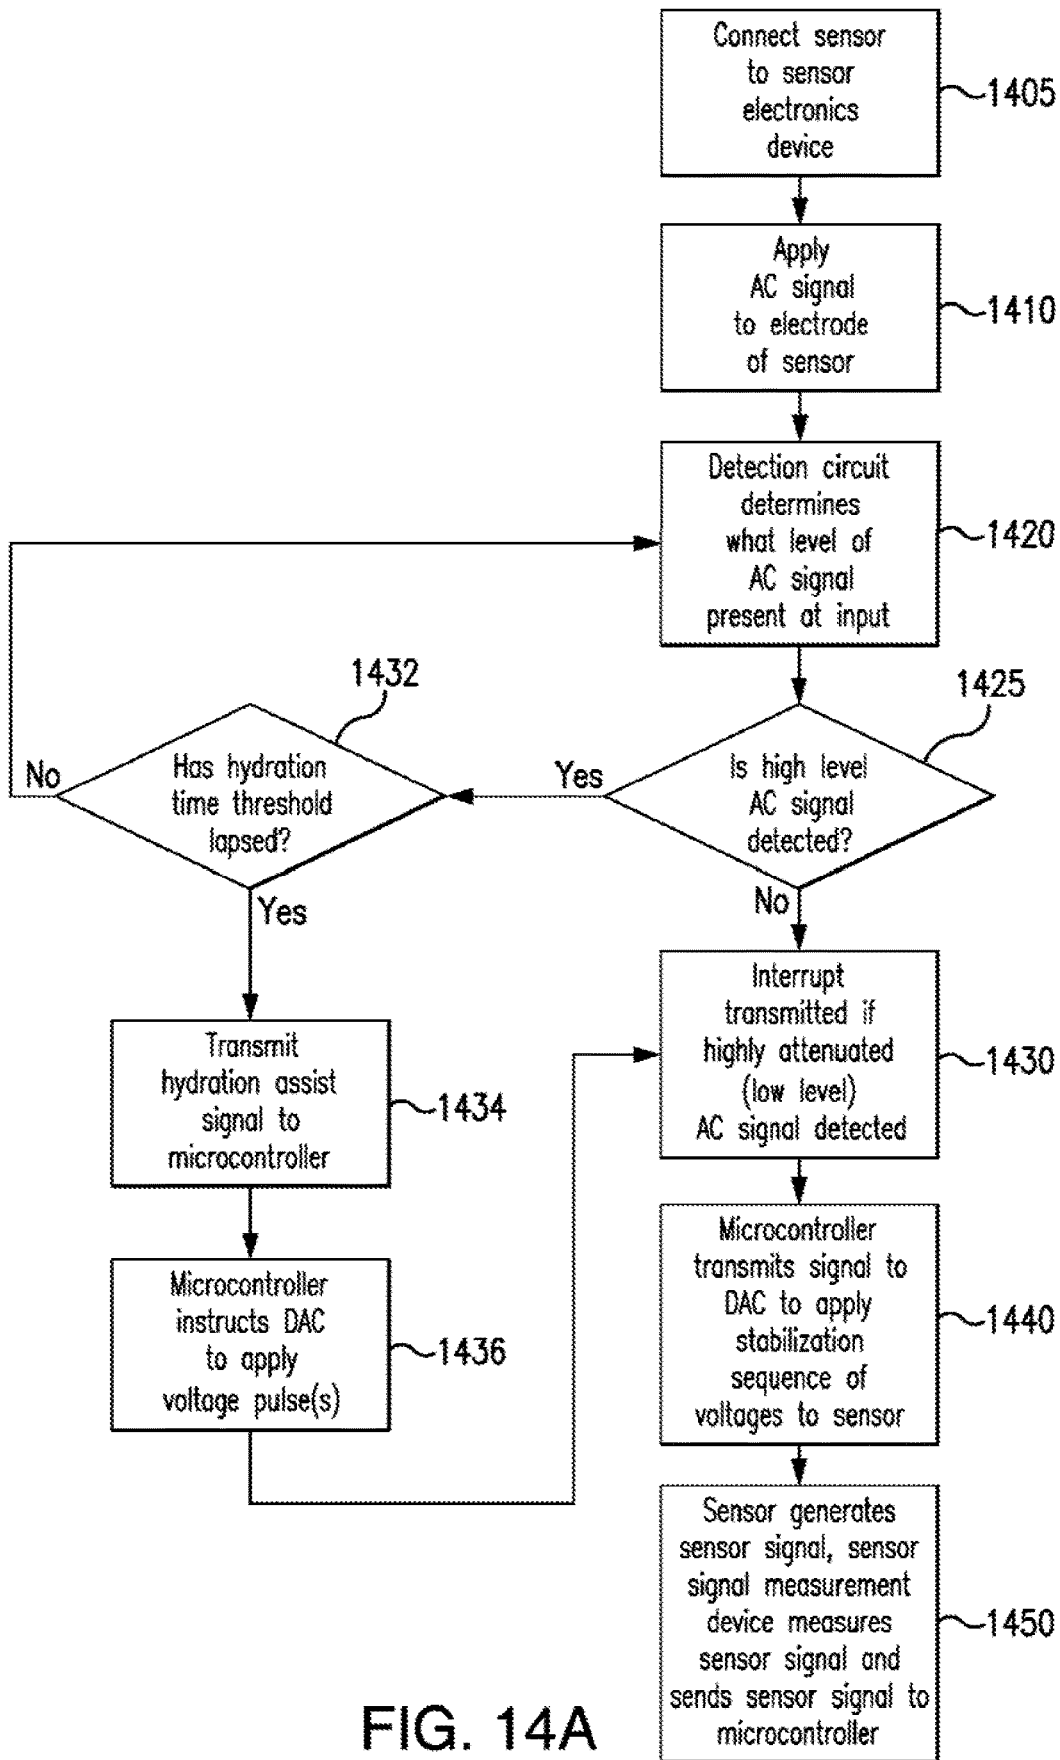 Connect sensor
to sensor
electronics
device
1405
Apply
AC signal
to electrode
of sensor
1410
Detection circuit
determines
what level of
AC signal
present at input
1420
1425
Is high level
AC signal
detected?
Yes
No
1432
Has hydration
time threshold
lapsed?
No
Yes
Transmit
hydration assist
signal to
microcontroller
1434
Microcontroller
instructs DAC
to apply
voltage pulse(s)
1436
Interrupt
transmitted if
highly attenuated
(low level)
AC signal detected
1430
Microcontroller
transmits signal to
DAC to apply
stabilization
sequence of
voltages to sensor
1440
Sensor generates
sensor signal, sensor
signal measurement
device measures
sensor signal and
sends sensor signal to
microcontroller
1450
FIG. 14A